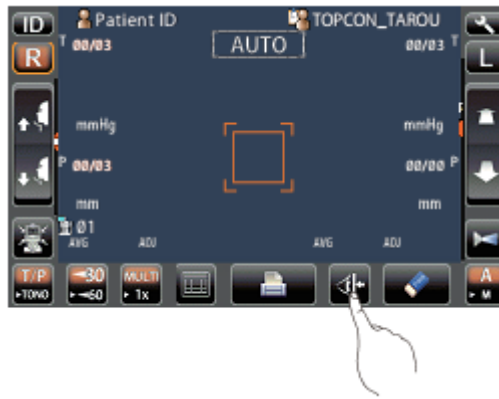 ID Patient ID TOPCON_TAROU
R T 00/03 AUTO 00/03 T L
mmHg mmHg
P 00/03 00/00 P
mm mm
01
AVG ADJ AVG ADJ
T/P 30 MULTI A
TONO 60 1x M